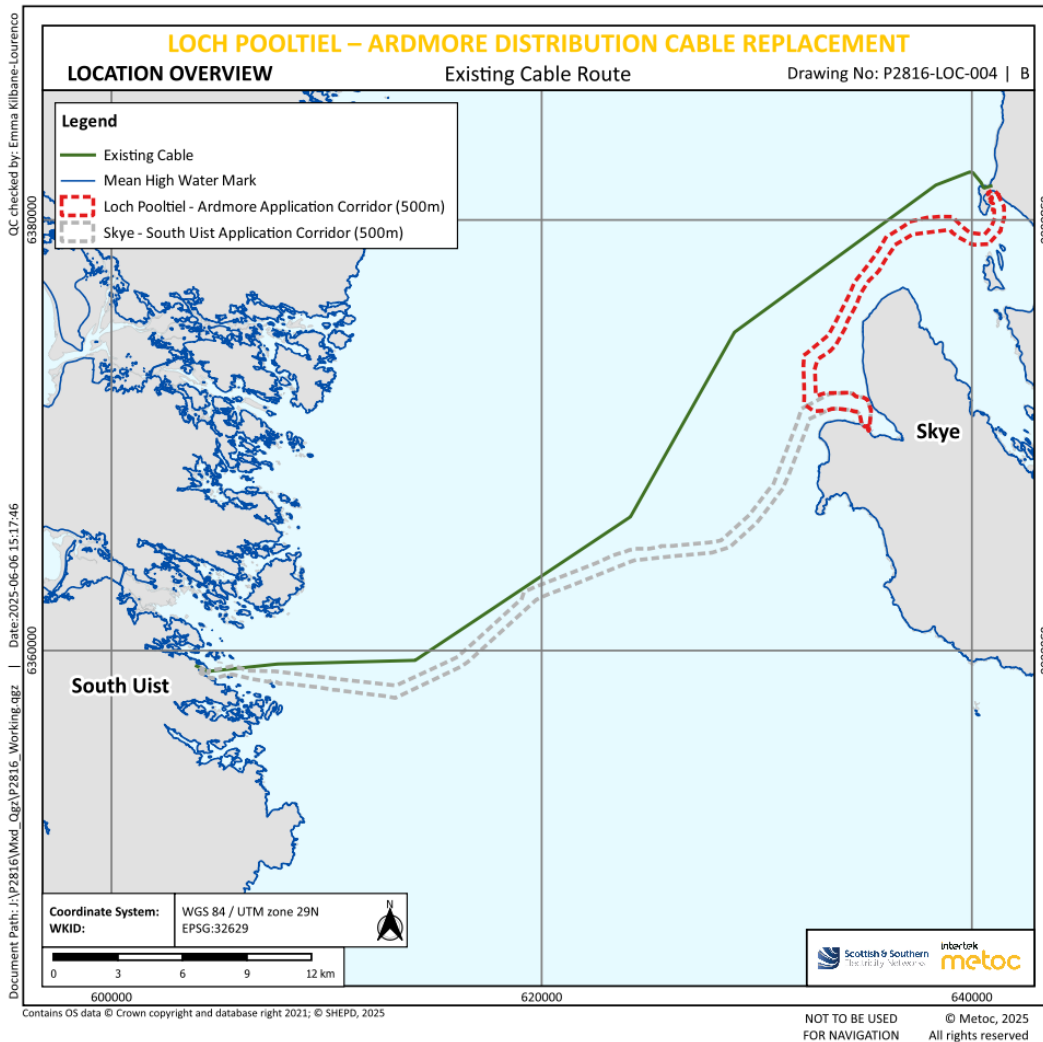 LOCH POOLTIEL – ARDMORE DISTRIBUTION CABLE REPLACEMENT
LOCATION OVERVIEW
Existing Cable Route
Drawing No: P2816-LOC-004 | B
Legend
Existing Cable
Mean High Water Mark
Loch Pooltiel - Ardmore Application Corridor (500m)
Skye - South Uist Application Corridor (500m)
QC checked by: Emma Kilbane-Lourenco
Date:2025-06-06 15:17:46
Document Path: J:\P2816\Mxd_Qgz\P2816_Working.qgz |
6380000
6360000
Skye
South Uist
Coordinate System: WGS 84 / UTM zone 29N
WKID: EPSG:32629
N
0 3 6 9 12 km
Scottish & Southern
Electricity Networks
intertek
metoc
600000 620000 640000
Contains OS data © Crown copyright and database right 2021; © SHEPD, 2025
NOT TO BE USED
FOR NAVIGATION
© Metoc, 2025
All rights reserved